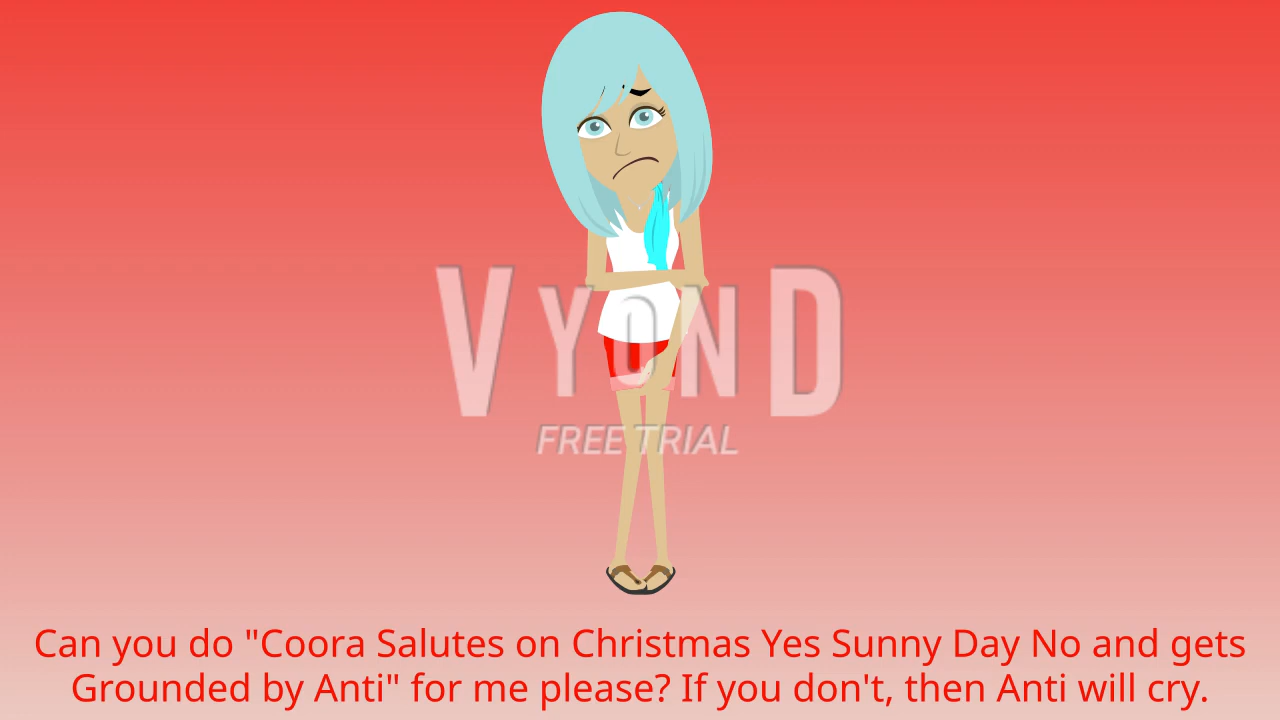 VYOND
FREE TRIAL
Can you do "Coora Salutes on Christmas Yes Sunny Day No and gets
Grounded by Anti" for me please? If you don't, then Anti will cry.